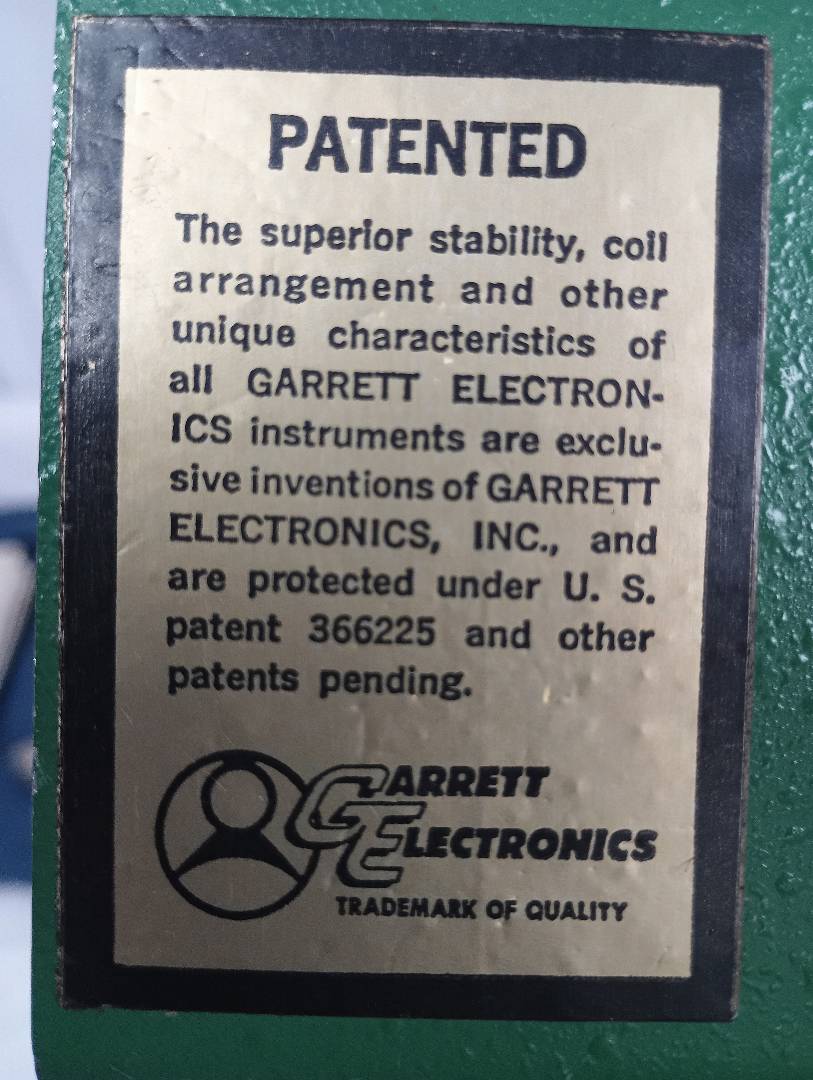 PATENTED
The superior stability, coil
arrangement and other
unique characteristics of
all GARRETT ELECTRON-
ICS instruments are exclu-
sive inventions of GARRETT
ELECTRONICS, INC., and
are protected under U. S.
patent 366225 and other
patents pending.
GARRETT
ELECTRONICS
TRADEMARK OF QUALITY